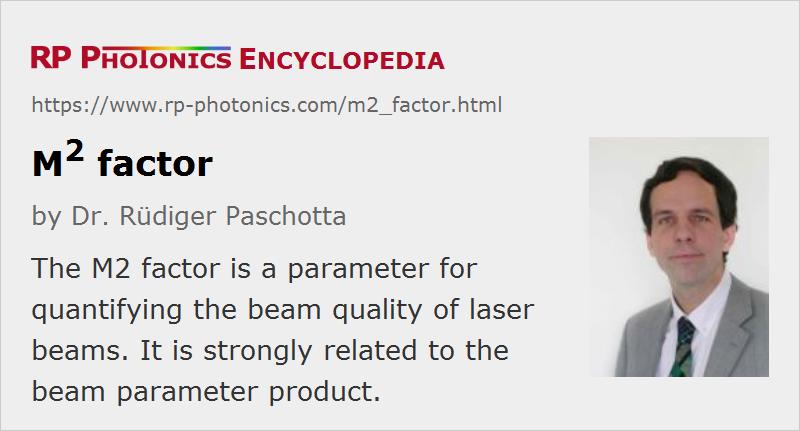 RP PHOTONICS ENCYCLOPEDIA
https://www.rp-photonics.com/m2_factor.html
M² factor
by Dr. Rüdiger Paschotta
The M2 factor is a parameter for
quantifying the beam quality of laser
beams. It is strongly related to the
beam parameter product.